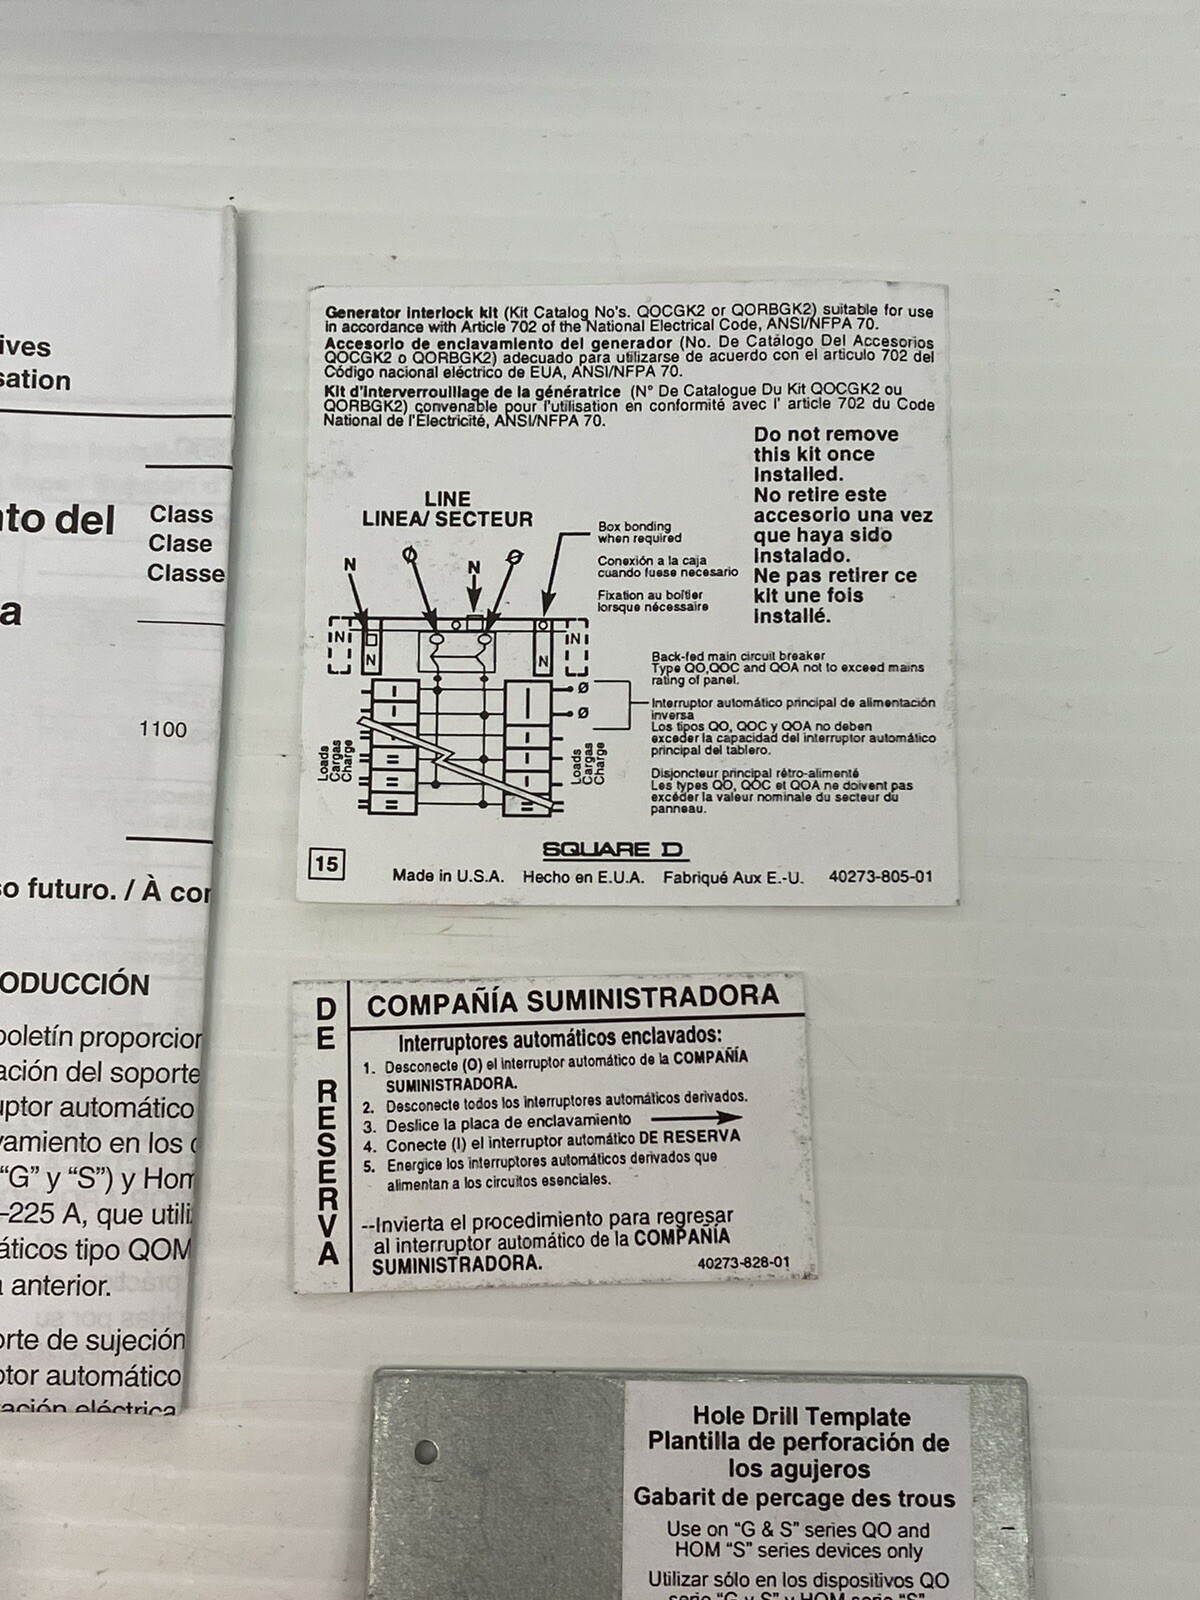 ives
sation
to del
Class
Clase
Classe
a
1100
so futuro. / À cor
ODUCCIÓN
boletín proporcion
ación del soporte
uptor automático
vamiento en los
"G" y "S") y Hom
–225 A, que utili
áticos tipo QOM
anterior.
orte de sujeción
ptor automático
ación eléctrica
Generator interlock kit (Kit Catalog No's. QOCGK2 or QORBGK2) suitable for use
in accordance with Article 702 of the National Electrical Code, ANSI/NFPA 70.
Accesorio de enclavamiento del generador (No. De Catálogo Del Accesorios
QOCGK2 o QORBGK2) adecuado para utilizarse de acuerdo con el articulo 702 del
Código nacional eléctrico de EUA, ANSI/NFPA 70.
Kit d'interverrouillage de la génératrice (N° De Catalogue Du Kit QOCGK2 ou
QORBGK2) convenable pour l'utilisation en conformité avec l' article 702 du Code
National de l'Électricité, ANSI/NFPA 70.
Do not remove
this kit once
Installed.
No retire este
accesorio una vez
que haya sido
Instalado.
Ne pas retirer ce
kit une fois
Installé.
LINE
LINEA/ SECTEUR
N
Ø
N
Ø
Box bonding
when required
Conexión a la caja
cuando fuese necesario
Fixation au boîtier
lorsque nécessaire
N
N
N
N
Ø
Ø
Loads
Cargas
Charge
Loads
Cargas
Charge
Back-fed main circuit breaker
Type QO,QOC and QOA not to exceed mains
rating of panel.
Interruptor automático principal de alimentación
inversa
Los tipos QO, QOC y QOA no deben
exceder la capacidad del interruptor automático
principal del tablero.
Disjoncteur principal rétro-alimenté
Les types QO, QOC et QOA ne doivent pas
excéder la valeur nominale du secteur du
panneau.
15
SQUARE D
Made in U.S.A. Hecho en E.U.A. Fabriqué Aux E.-U. 40273-805-01
DE RESERVA
COMPAÑÍA SUMINISTRADORA
Interruptores automáticos enclavados:
1. Desconecte (O) el interruptor automático de la COMPAÑÍA
SUMINISTRADORA.
2. Desconecte todos los interruptores automáticos derivados.
3. Deslice la placa de enclavamiento
4. Conecte (I) el interruptor automático DE RESERVA
5. Energice los interruptores automáticos derivados que
alimentan a los circuitos esenciales.
--Invierta el procedimiento para regresar
al interruptor automático de la COMPAÑÍA
SUMINISTRADORA.
40273-828-01
Hole Drill Template
Plantilla de perforación de
los agujeros
Gabarit de percage des trous
Use on "G & S" series QO and
HOM "S" series devices only
Utilizar sólo en los dispositivos QO
serie "G y S" y HOM serie "S"